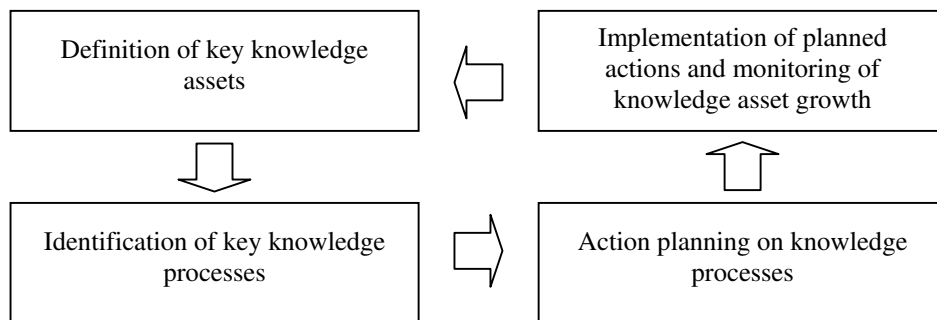 Definition of key knowledge
assets
Implementation of planned
actions and monitoring of
knowledge asset growth
Identification of key knowledge
processes
Action planning on knowledge
processes